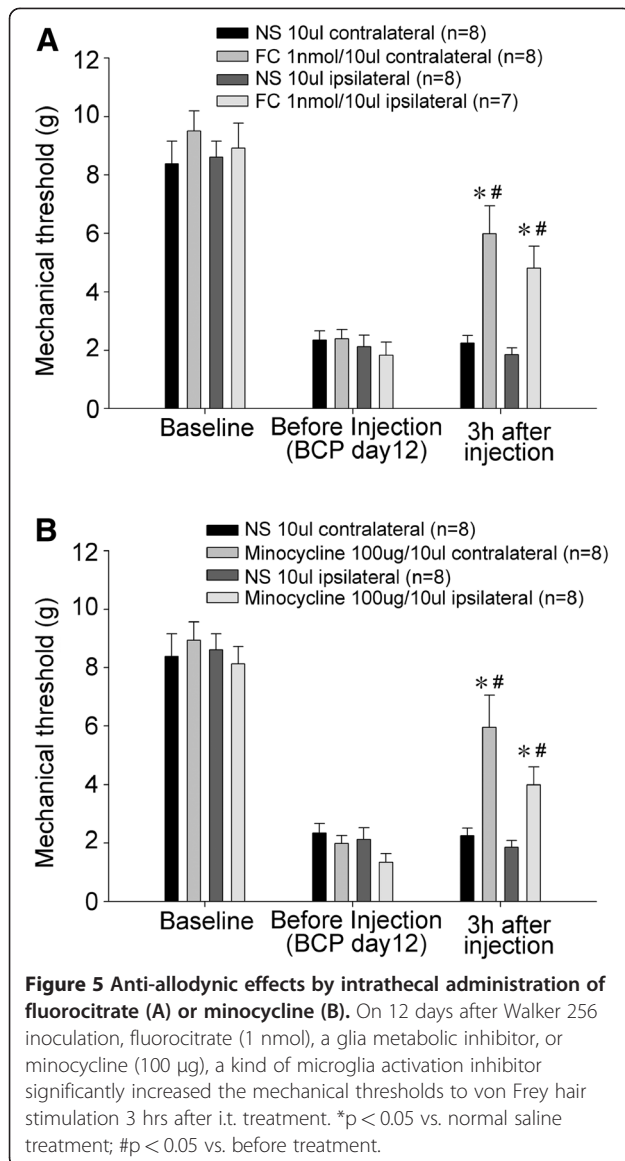 A
NS 10ul contralateral (n=8)
FC 1nmol/10ul contralateral (n=8)
NS 10ul ipsilateral (n=8)
FC 1nmol/10ul ipsilateral (n=7)
Mechanical threshold (g)
12
10
8
6
4
2
0
*#
*#
Baseline
Before Injection
(BCP day12)
3h after
injection
B
NS 10ul contralateral (n=8)
Minocycline 100ug/10ul contralateral (n=8)
NS 10ul ipsilateral (n=8)
Minocycline 100ug/10ul ipsilateral (n=8)
Mechanical threshold (g)
12
10
8
6
4
2
0
*#
*#
Baseline
Before Injection
(BCP day12)
3h after
injection
Figure 5 Anti-allodynic effects by intrathecal administration of
fluorocitrate (A) or minocycline (B). On 12 days after Walker 256
inoculation, fluorocitrate (1 nmol), a glia metabolic inhibitor, or
minocycline (100 μg), a kind of microglia activation inhibitor
significantly increased the mechanical thresholds to von Frey hair
stimulation 3 hrs after i.t. treatment. *p < 0.05 vs. normal saline
treatment; #p < 0.05 vs. before treatment.